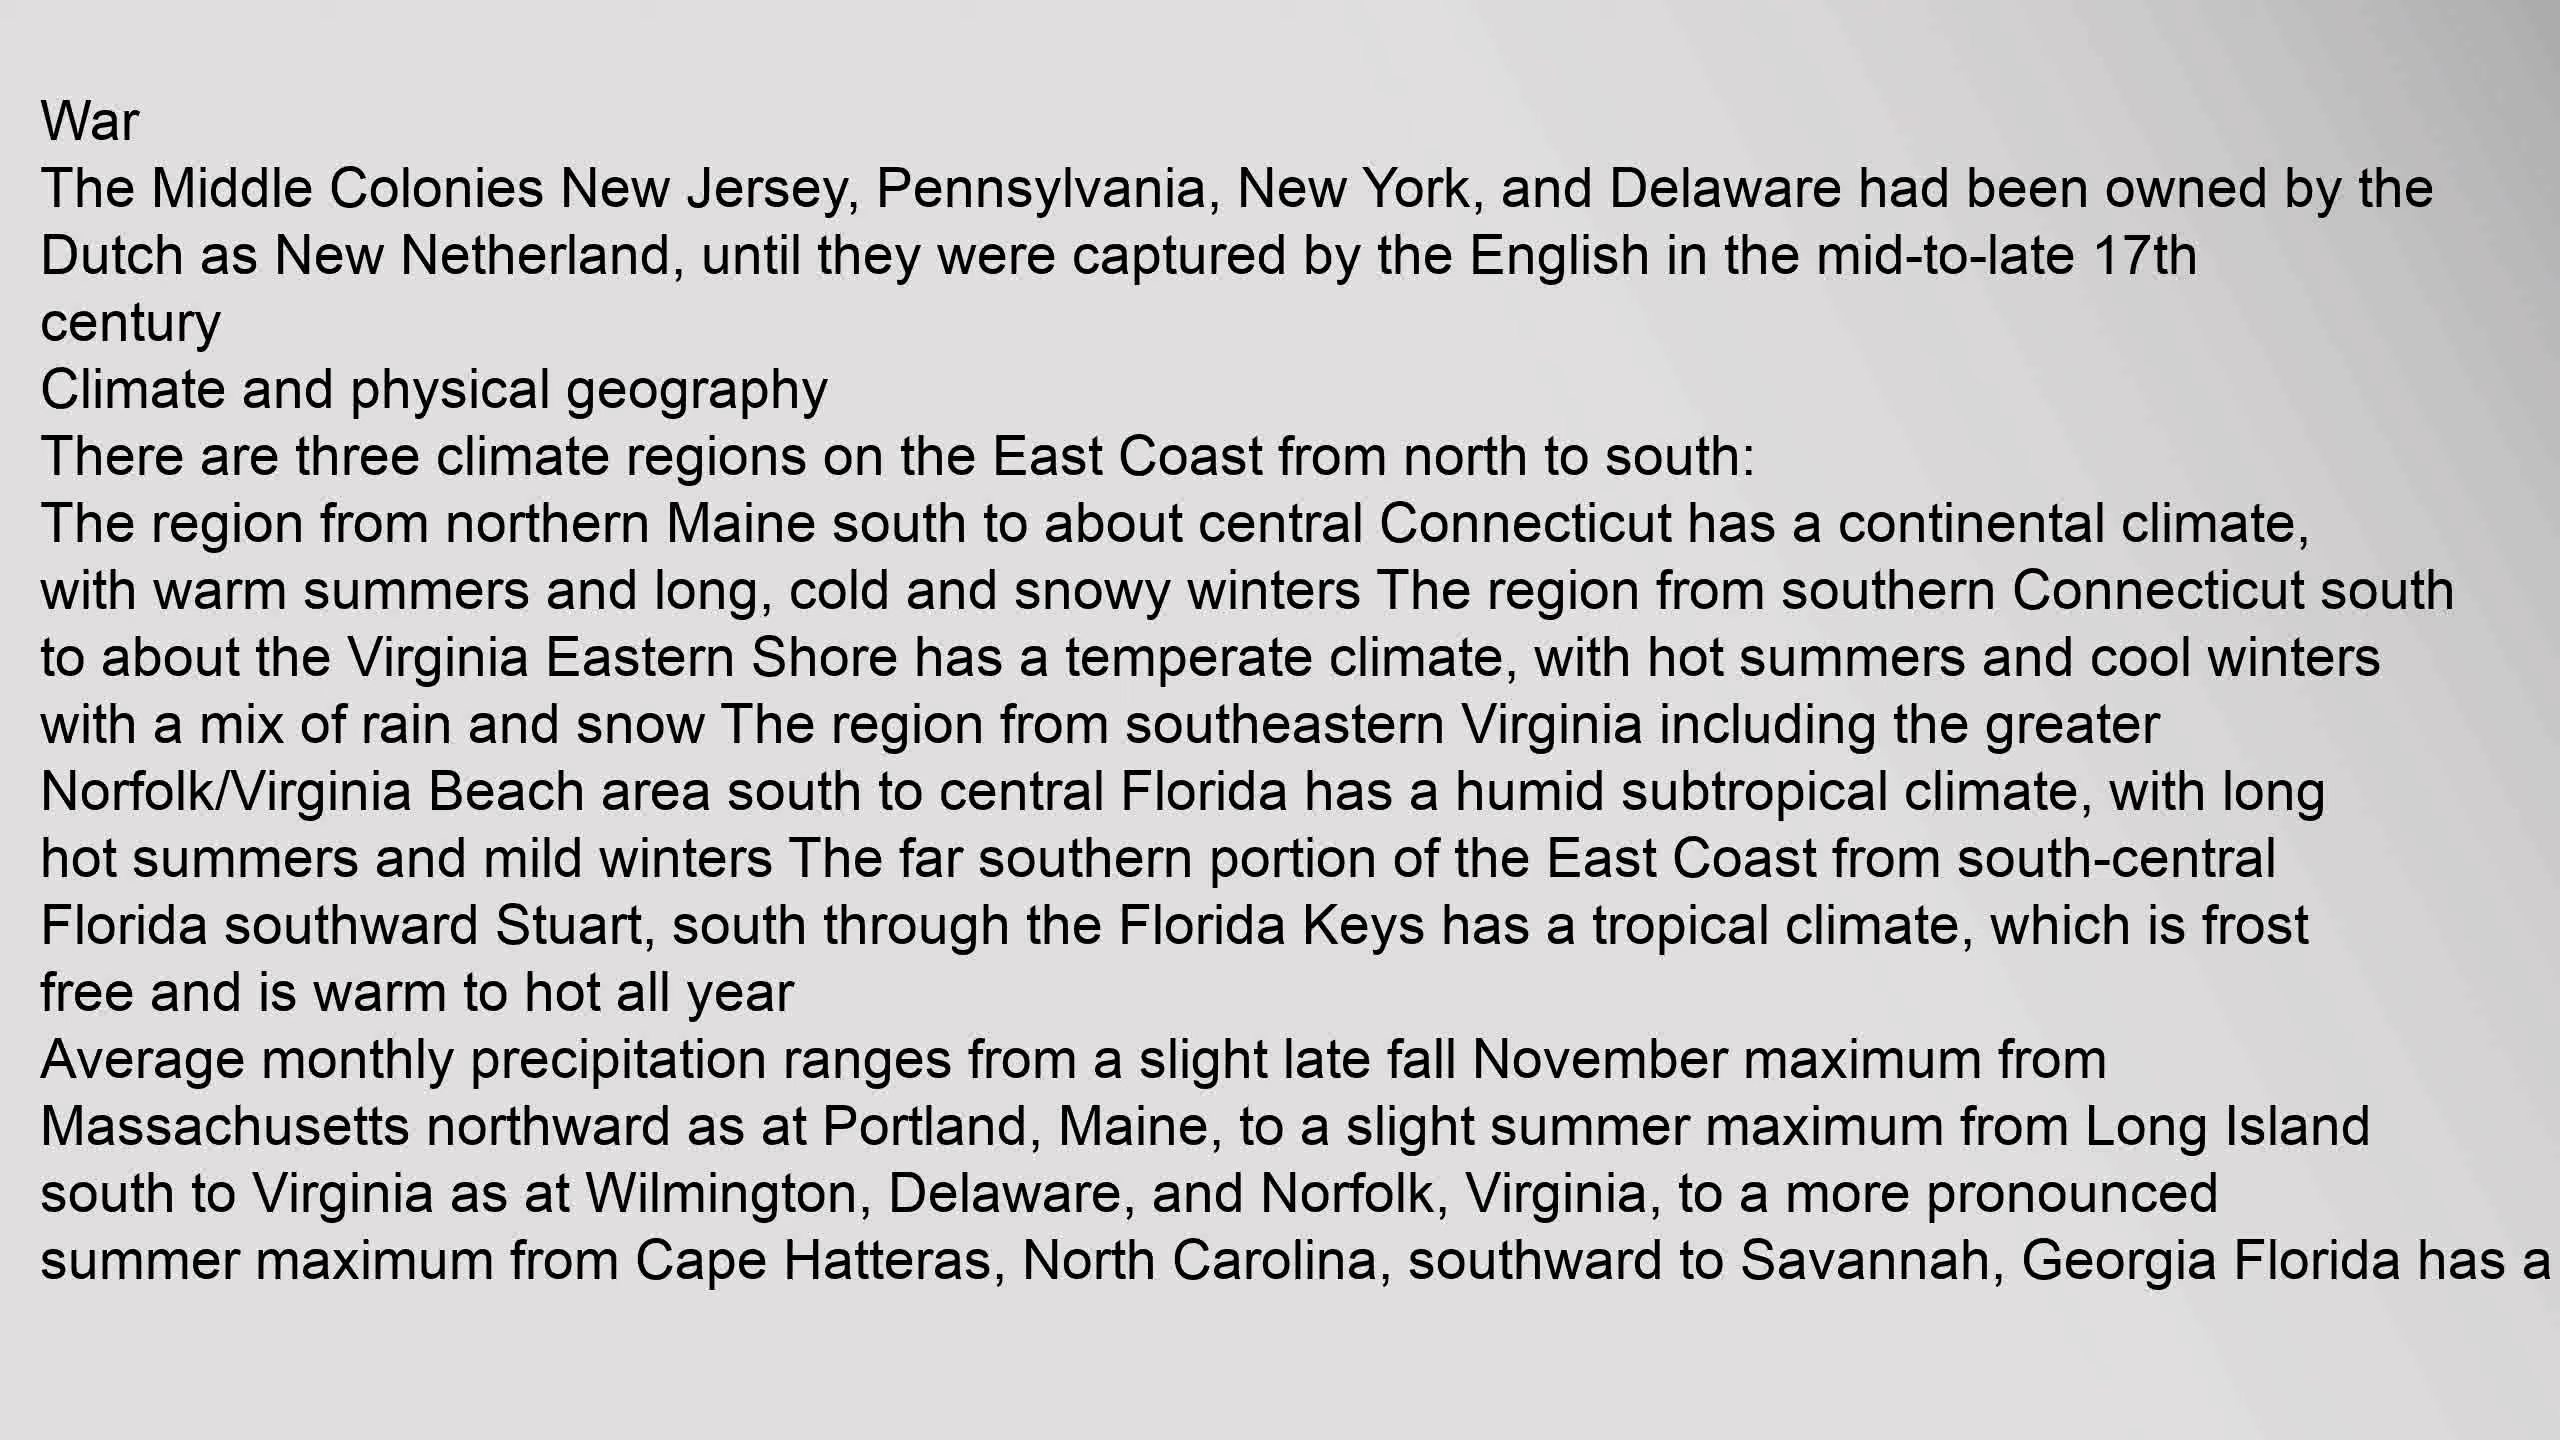 War
The Middle Colonies New Jersey, Pennsylvania, New York, and Delaware had been owned by the
Dutch as New Netherland, until they were captured by the English in the mid-to-late 17th
century
Climate and physical geography
There are three climate regions on the East Coast from north to south:
The region from northern Maine south to about central Connecticut has a continental climate,
with warm summers and long, cold and snowy winters The region from southern Connecticut south
to about the Virginia Eastern Shore has a temperate climate, with hot summers and cool winters
with a mix of rain and snow The region from southeastern Virginia including the greater
Norfolk/Virginia Beach area south to central Florida has a humid subtropical climate, with long
hot summers and mild winters The far southern portion of the East Coast from south-central
Florida southward Stuart, south through the Florida Keys has a tropical climate, which is frost
free and is warm to hot all year
Average monthly precipitation ranges from a slight late fall November maximum from
Massachusetts northward as at Portland, Maine, to a slight summer maximum from Long Island
south to Virginia as at Wilmington, Delaware, and Norfolk, Virginia, to a more pronounced
summer maximum from Cape Hatteras, North Carolina, southward to Savannah, Georgia Florida has a